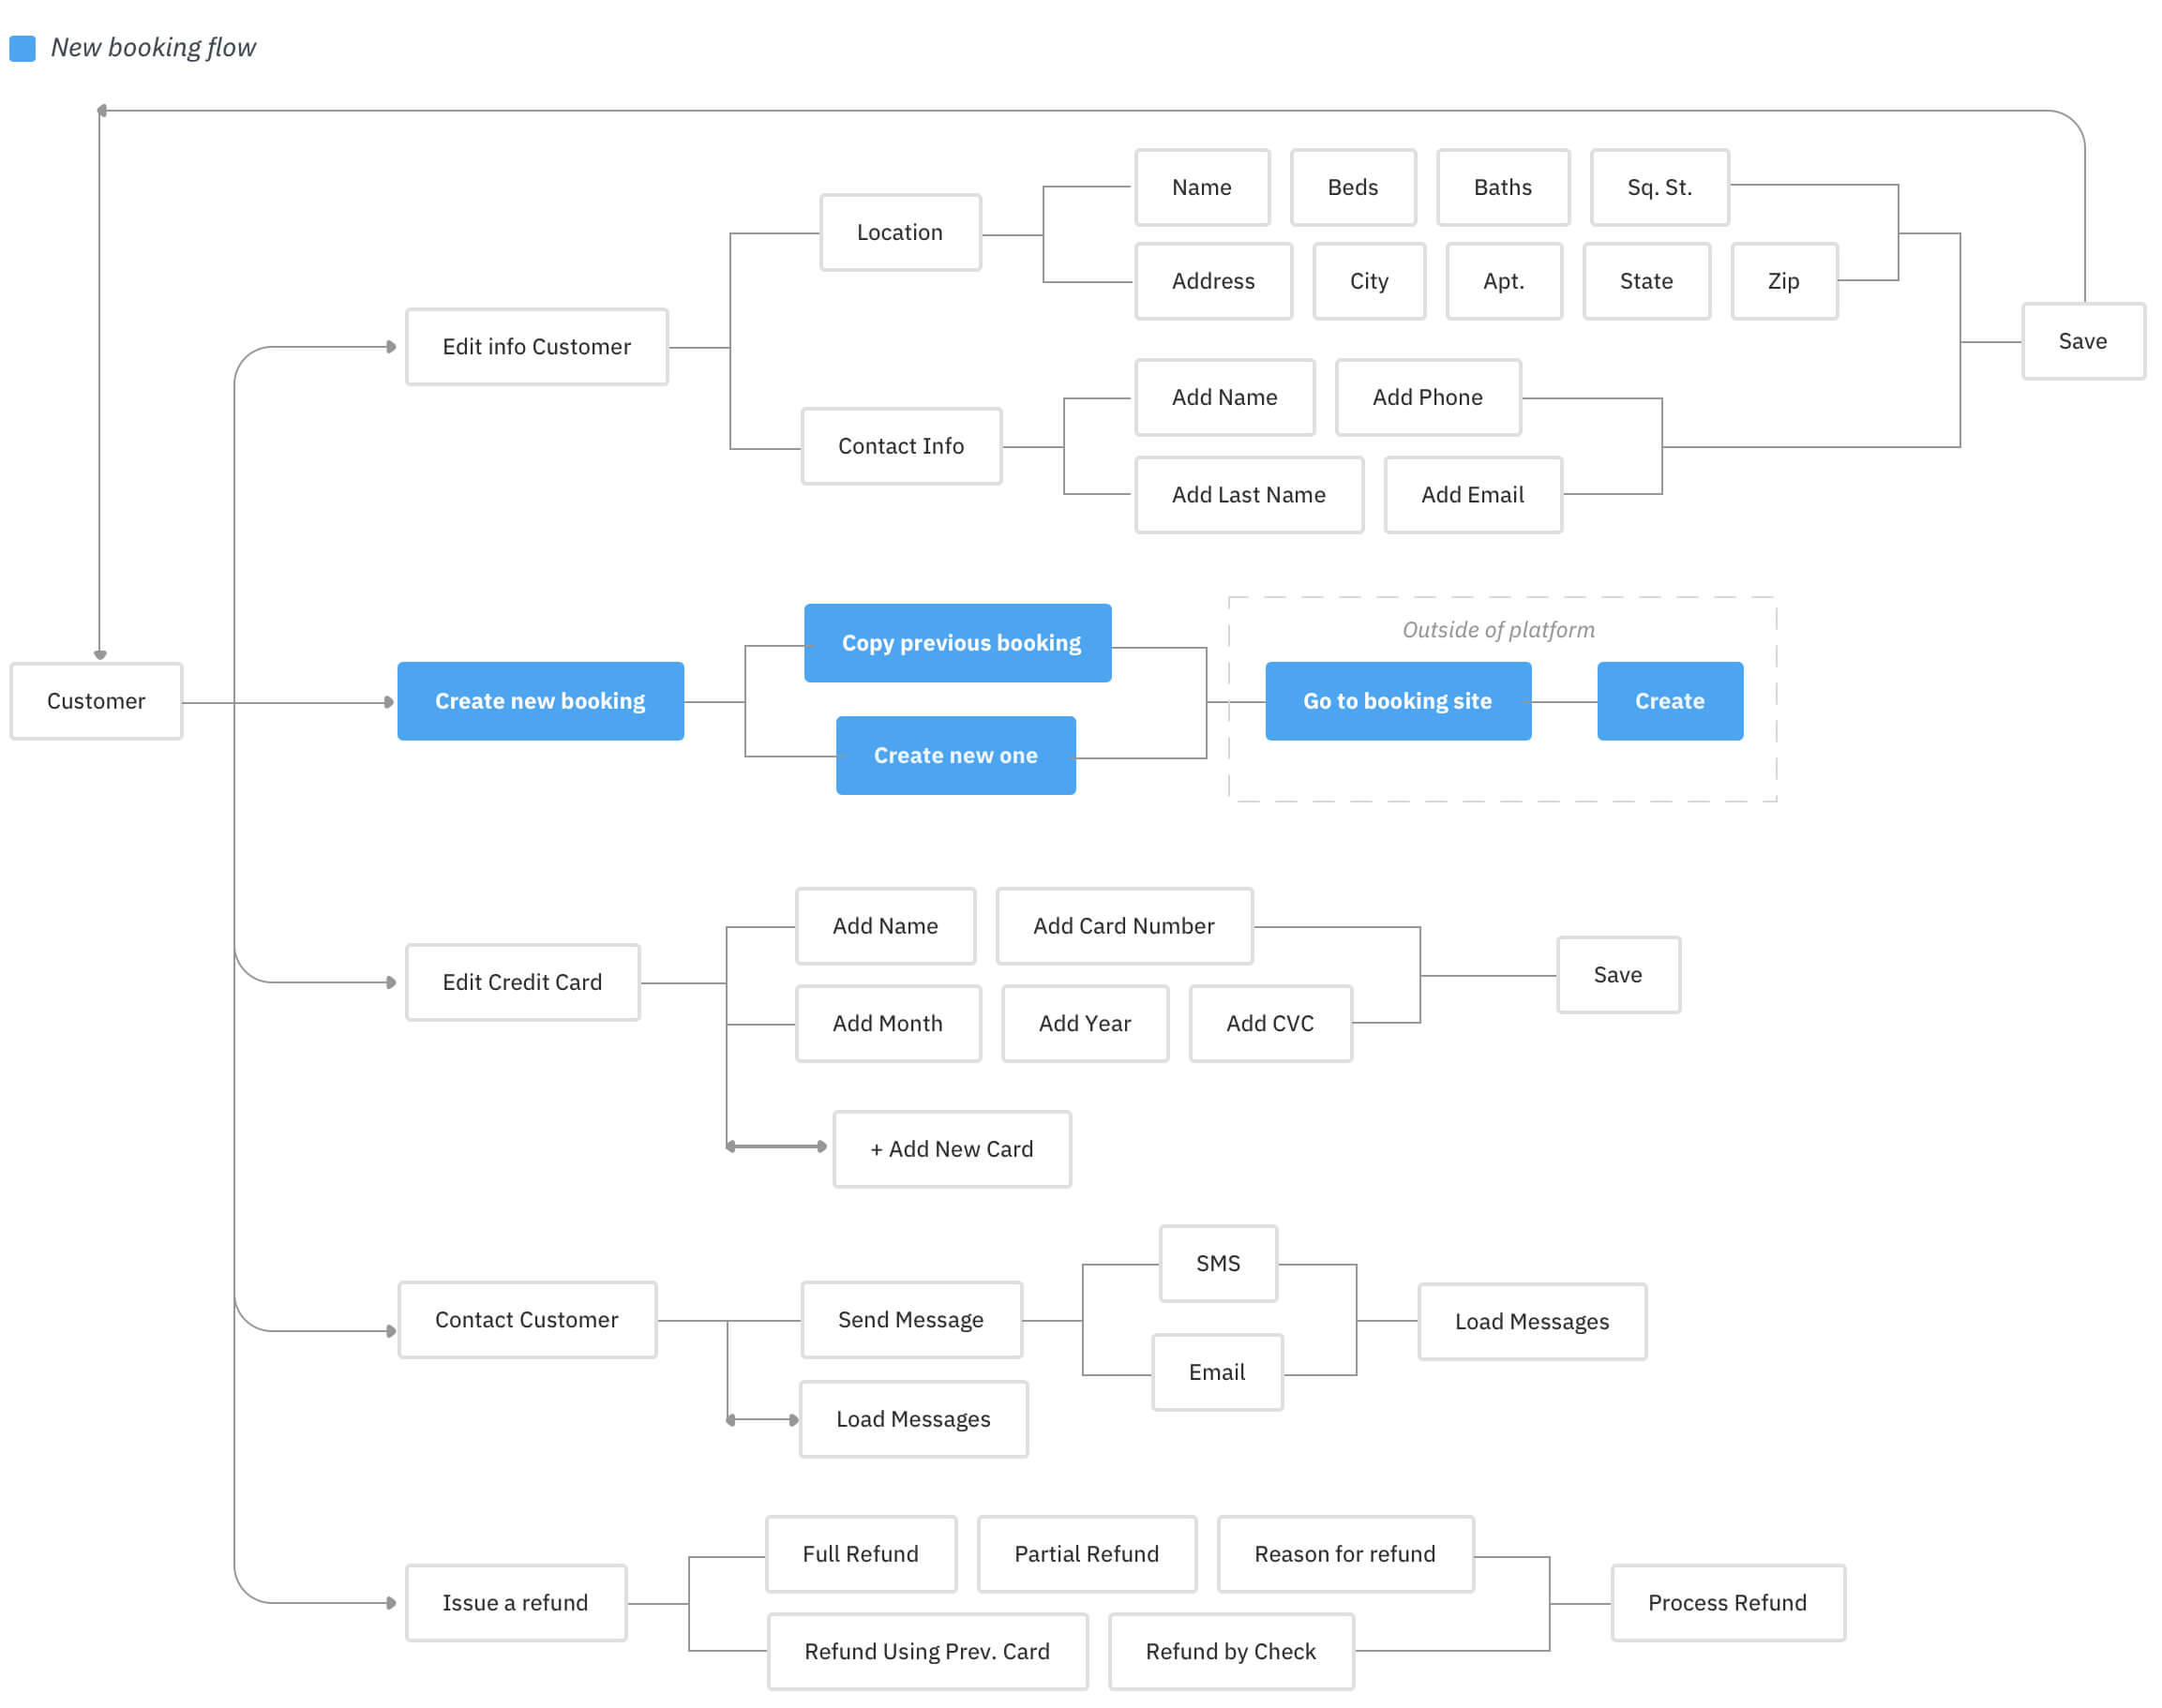 New booking flow
Name
Beds
Baths
Sq. St.
Location
Address
City
Apt.
State
Zip
Edit info Customer
Save
Add Name
Add Phone
Contact Info
Add Last Name
Add Email
Outside of platform
Copy previous booking
Customer
Create new booking
Go to booking site
Create
Create new one
Add Name
Add Card Number
Edit Credit Card
Save
Add Month
Add Year
Add CVC
+ Add New Card
SMS
Contact Customer
Send Message
Load Messages
Email
Load Messages
Full Refund
Partial Refund
Reason for refund
Issue a refund
Process Refund
Refund Using Prev. Card
Refund by Check